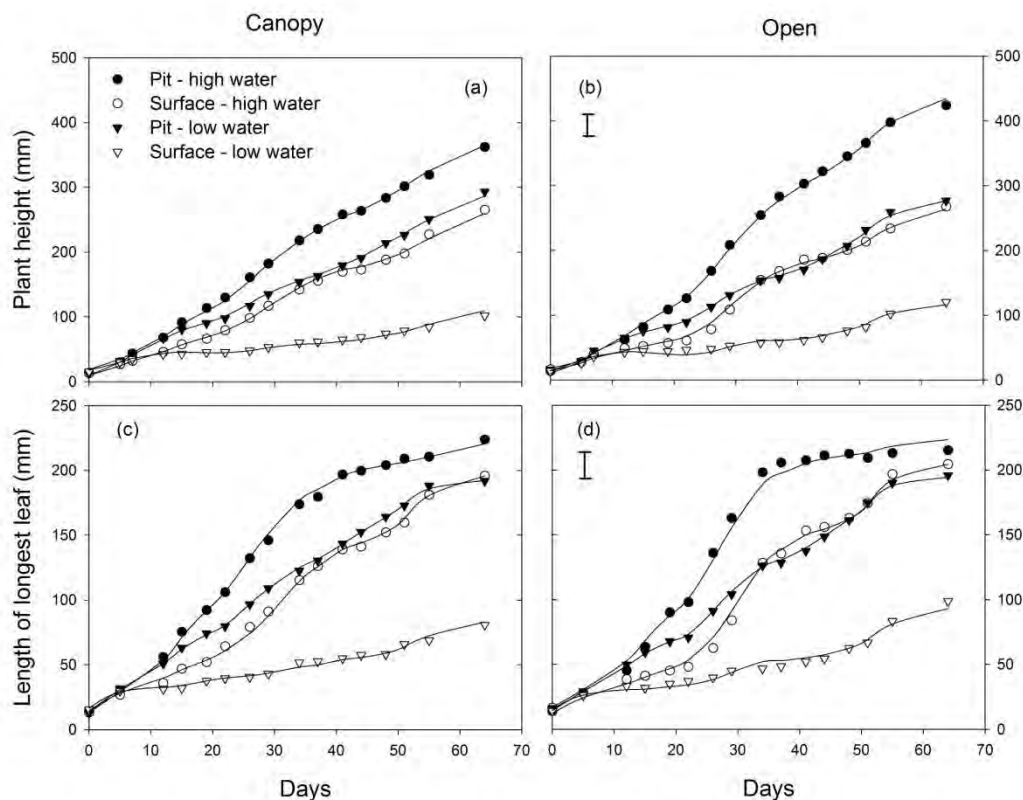 Canopy
Open
Plant height (mm)
500
400
300
200
100
0
Pit - high water
Surface - high water
Pit - low water
Surface - low water
(a)
(b)
500
400
300
200
100
0
Length of longest leaf (mm)
250
200
150
100
50
0
(c)
(d)
250
200
150
100
50
0
0 10 20 30 40 50 60 70
0 10 20 30 40 50 60 70
Days
Days